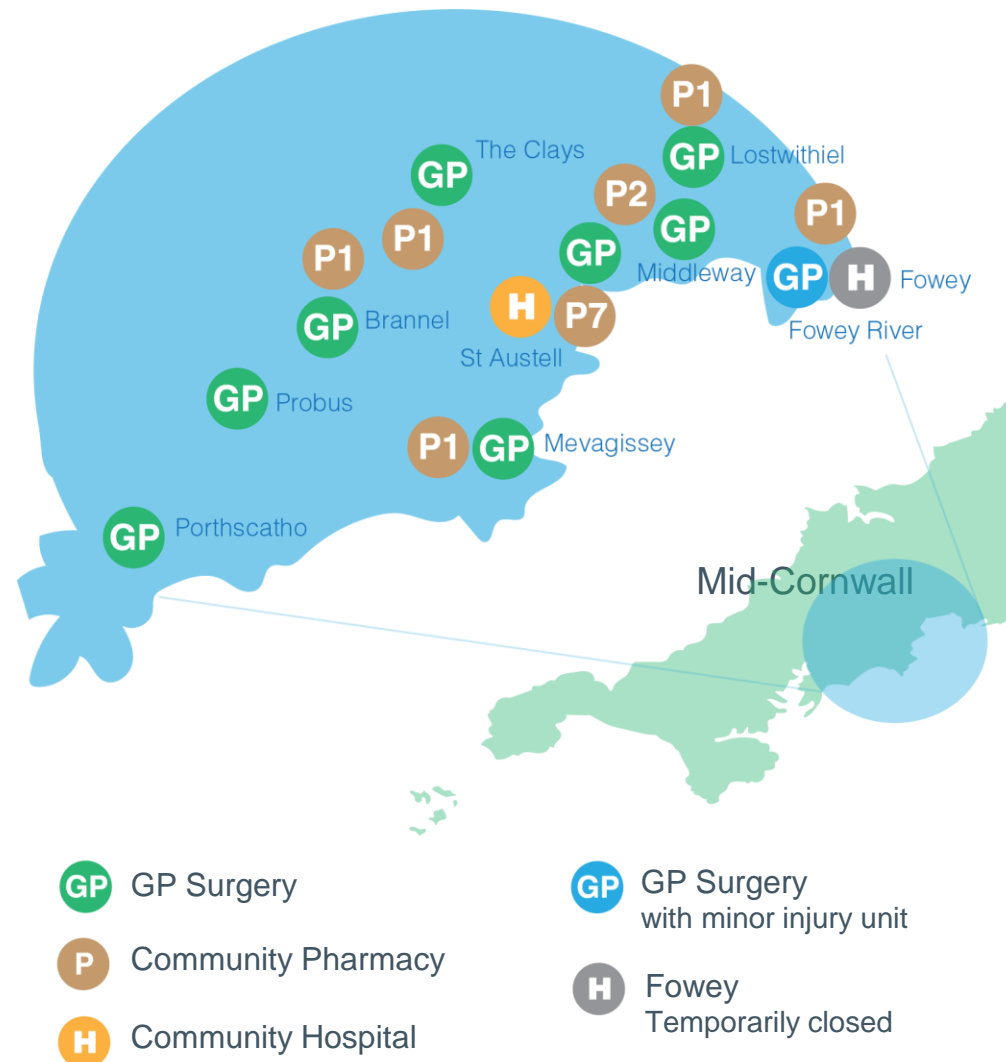 P1
The Clays
GP
GP
Lostwithiel
P2
P1
P1
GP
P1
GP
Middleway
GP
H
Fowey
Fowey River
H
P7
St Austell
GP
Brannel
GP
Probus
P1
GP
Mevagissey
GP
Porthscatho
Mid-Cornwall
GP
GP Surgery
GP
GP Surgery
with minor injury unit
P
Community Pharmacy
H
Fowey
Temporarily closed
H
Community Hospital